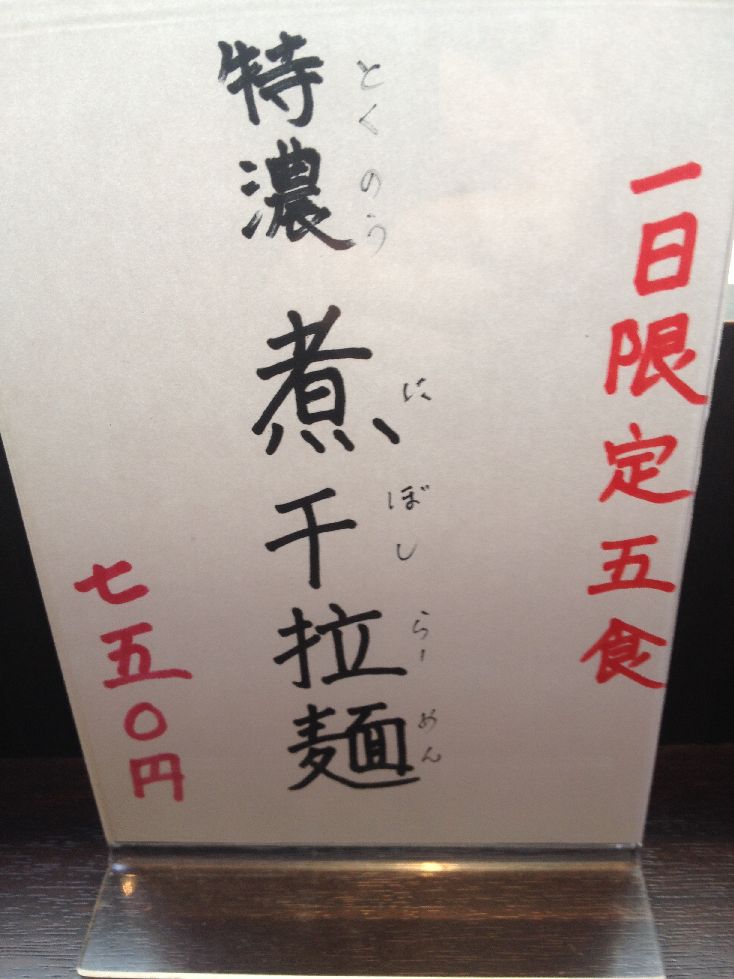 一日限定五食
とくのう にぼしらーめん
特濃 煮干拉麺
七五〇円